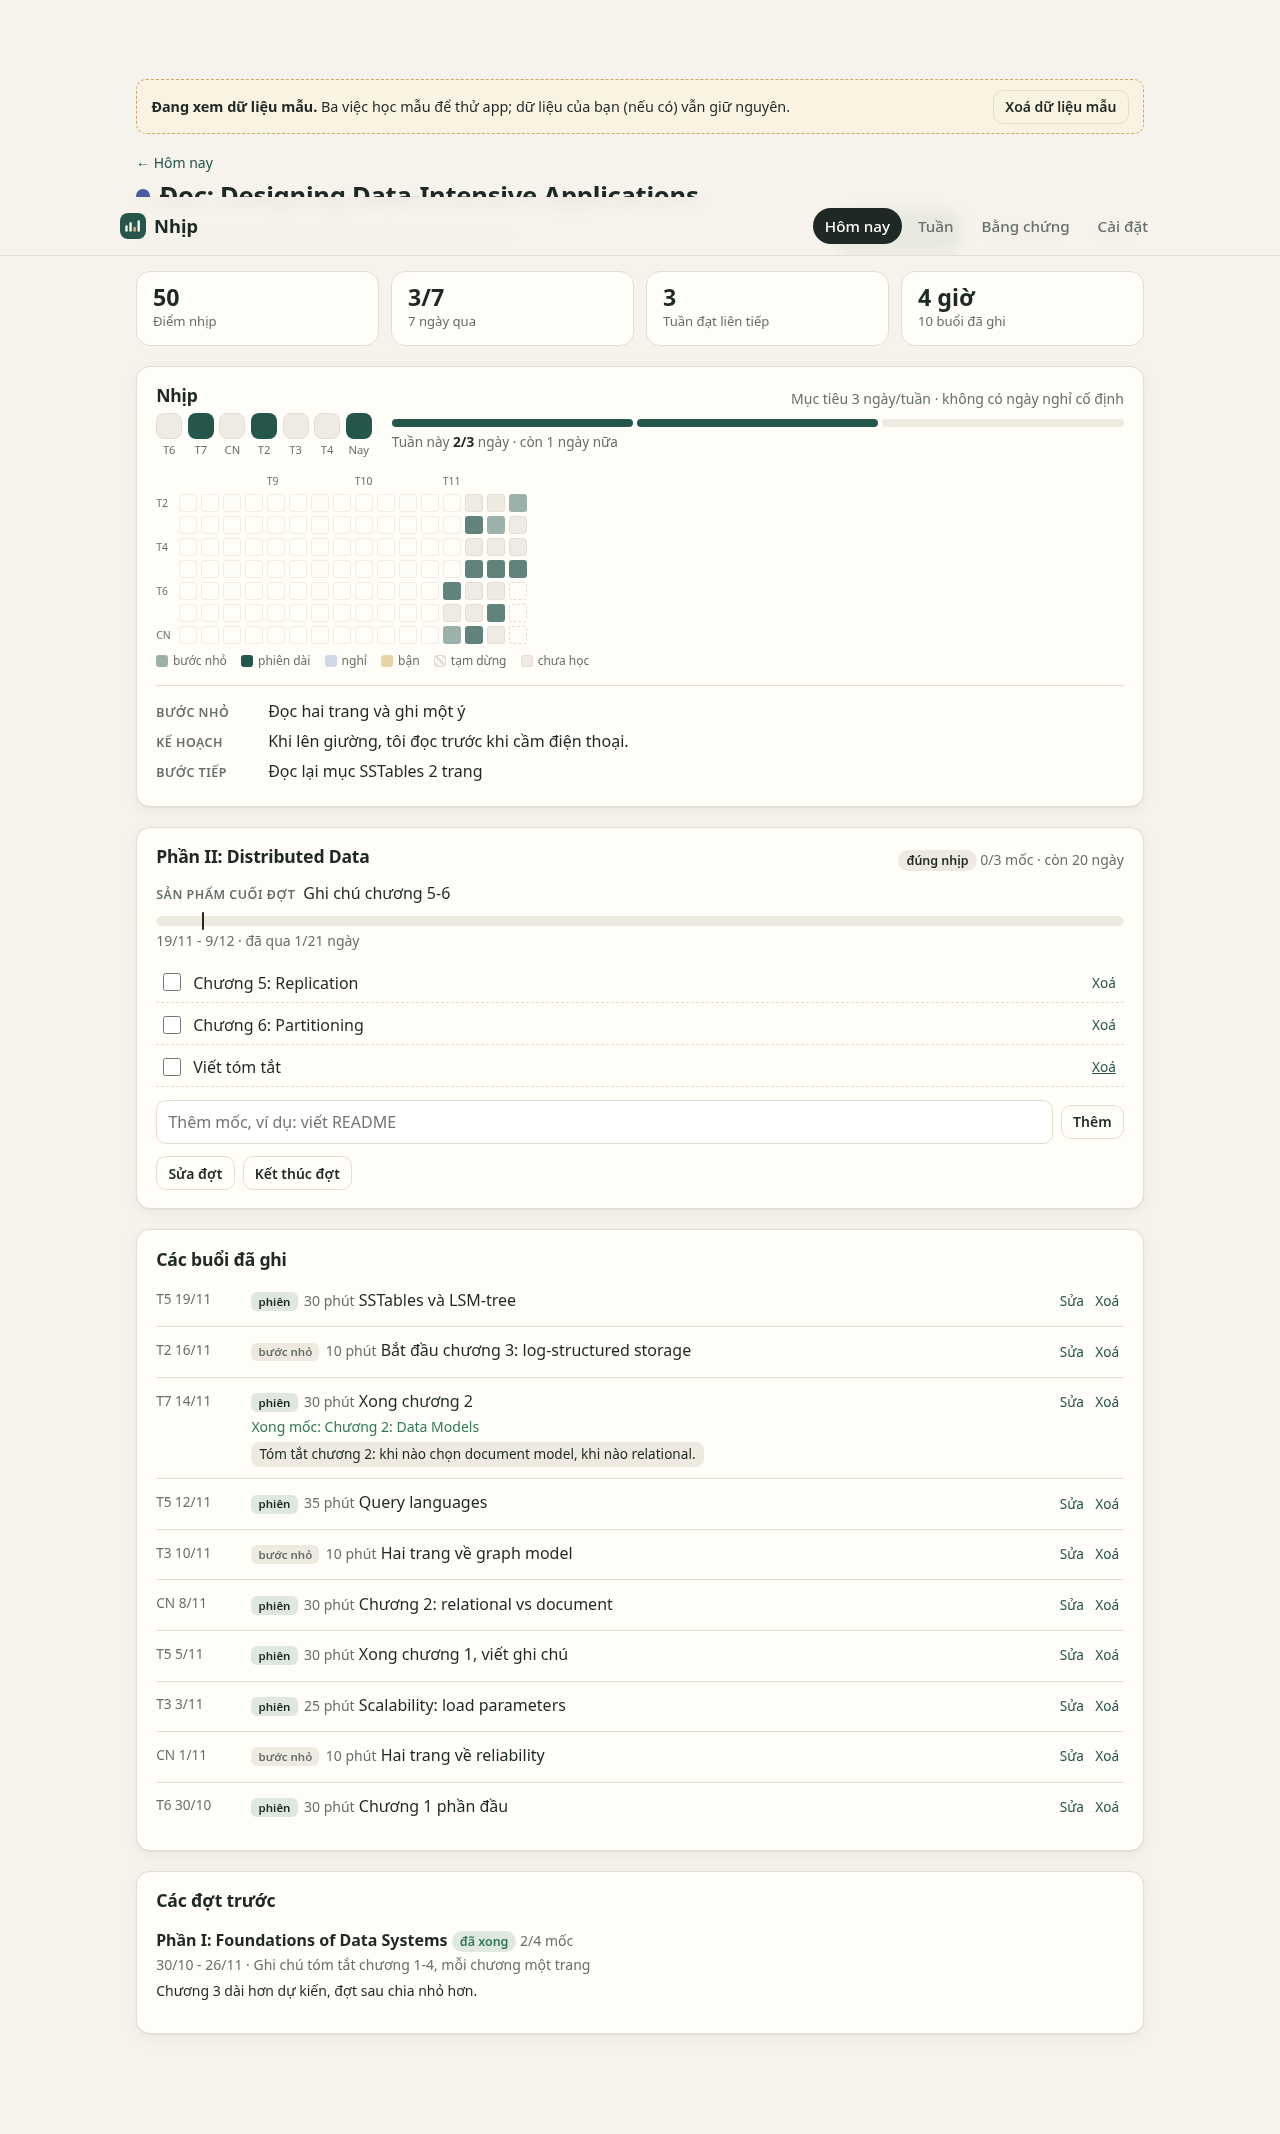 Đang xem dữ liệu mẫu. Ba việc học mẫu để thử app; dữ liệu của bạn (nếu có) vẫn giữ nguyên. Xoá dữ liệu mẫu
← Hôm nay
Đọc: Designing Data-Intensive Applications
Nhịp Hôm nay Tuần Bằng chứng Cài đặt
50 3/7 3 4 giờ
Điểm nhịp 7 ngày qua Tuần đạt liên tiếp 10 buổi đã ghi
Nhịp Mục tiêu 3 ngày/tuần · không có ngày nghỉ cố định
Tuần này 2/3 ngày · còn 1 ngày nữa
T6 T7 CN T2 T3 T4 Nay
T9 T10 T11
T2
T4
T6
CN
bước nhỏ phiên dài nghỉ bận tạm dừng chưa học
BƯỚC NHỎ Đọc hai trang và ghi một ý
KẾ HOẠCH Khi lên giường, tôi đọc trước khi cầm điện thoại.
BƯỚC TIẾP Đọc lại mục SSTables 2 trang
Phần II: Distributed Data đúng nhịp 0/3 mốc · còn 20 ngày
SẢN PHẨM CUỐI ĐỢT Ghi chú chương 5-6
19/11 - 9/12 · đã qua 1/21 ngày
Chương 5: Replication Xoá
Chương 6: Partitioning Xoá
Viết tóm tắt Xoá
Thêm mốc, ví dụ: viết README Thêm
Sửa đợt Kết thúc đợt
Các buổi đã ghi
T5 19/11 phiên 30 phút SSTables và LSM-tree Sửa Xoá
T2 16/11 bước nhỏ 10 phút Bắt đầu chương 3: log-structured storage Sửa Xoá
T7 14/11 phiên 30 phút Xong chương 2 Sửa Xoá
Xong mốc: Chương 2: Data Models
Tóm tắt chương 2: khi nào chọn document model, khi nào relational.
T5 12/11 phiên 35 phút Query languages Sửa Xoá
T3 10/11 bước nhỏ 10 phút Hai trang về graph model Sửa Xoá
CN 8/11 phiên 30 phút Chương 2: relational vs document Sửa Xoá
T5 5/11 phiên 30 phút Xong chương 1, viết ghi chú Sửa Xoá
T3 3/11 phiên 25 phút Scalability: load parameters Sửa Xoá
CN 1/11 bước nhỏ 10 phút Hai trang về reliability Sửa Xoá
T6 30/10 phiên 30 phút Chương 1 phần đầu Sửa Xoá
Các đợt trước
Phần I: Foundations of Data Systems đã xong 2/4 mốc
30/10 - 26/11 · Ghi chú tóm tắt chương 1-4, mỗi chương một trang
Chương 3 dài hơn dự kiến, đợt sau chia nhỏ hơn.